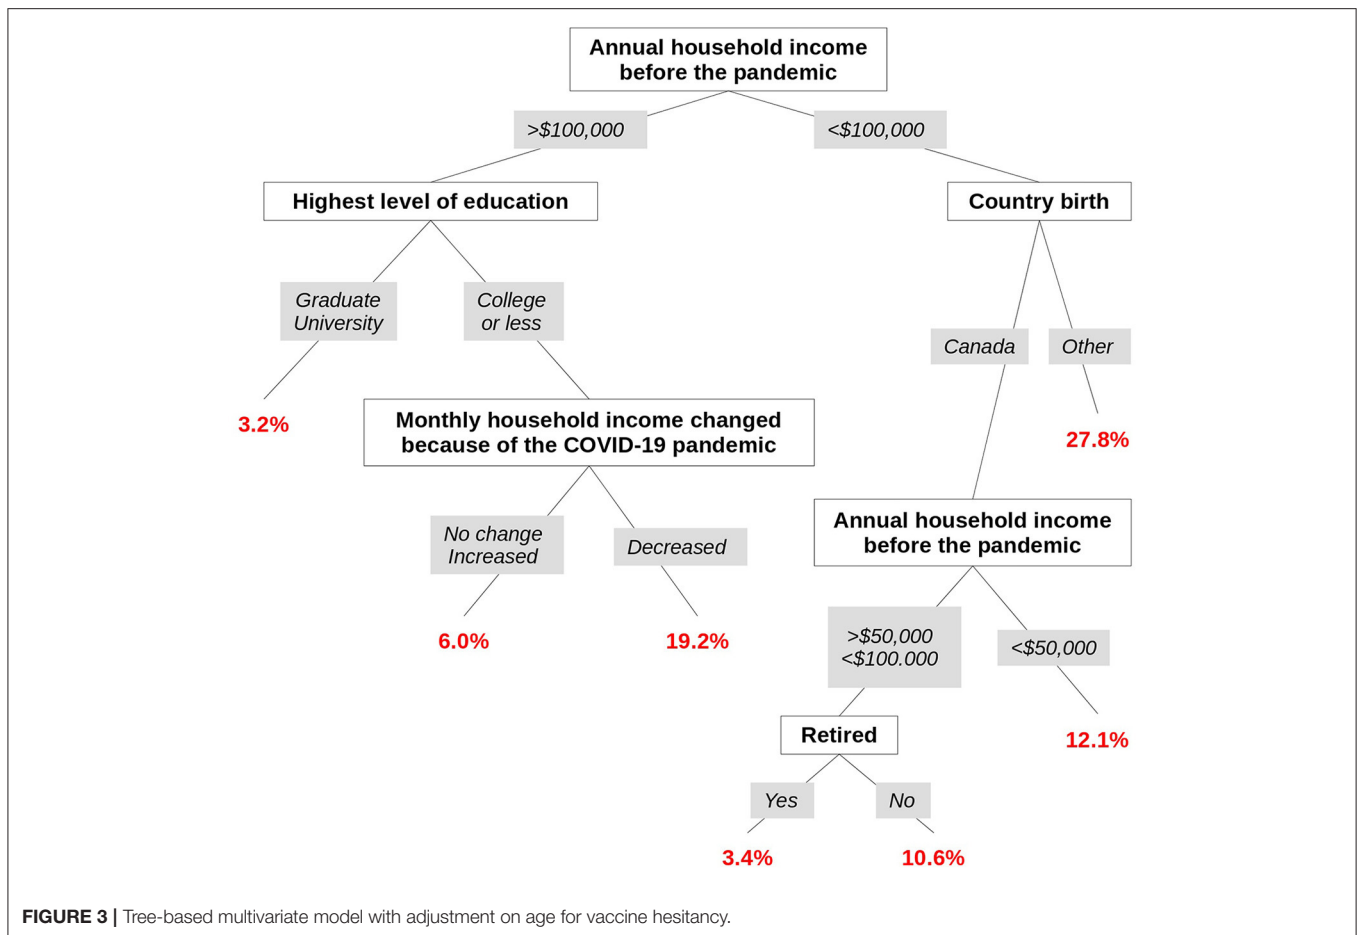 Annual household income
before the pandemic
>$100,000
<$100,000
Highest level of education
Country birth
Graduate
University
College
or less
Canada
Other
3.2%
Monthly household income changed
because of the COVID-19 pandemic
27.8%
Annual household income
before the pandemic
No change
Increased
Decreased
6.0%
19.2%
>$50,000
<$100.000
<$50,000
Retired
12.1%
Yes
No
3.4%
10.6%
FIGURE 3 | Tree-based multivariate model with adjustment on age for vaccine hesitancy.